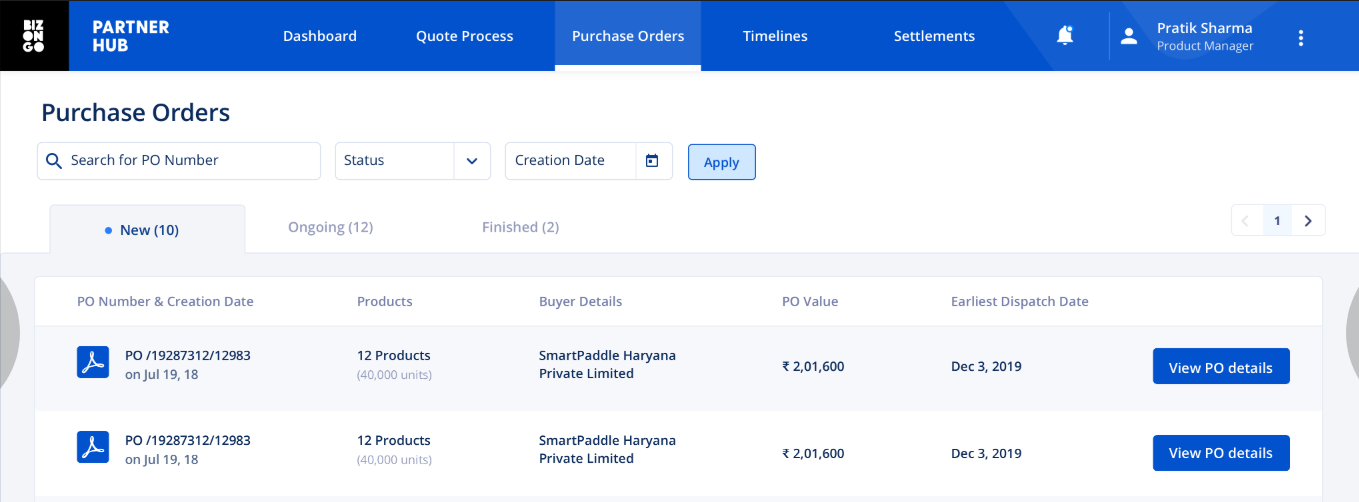 BIZ
ON
GO
PARTNER
HUB
Dashboard
Quote Process
Purchase Orders
Timelines
Settlements
Pratik Sharma
Product Manager
Purchase Orders
Search for PO Number
Status
Creation Date
Apply
New (10)
Ongoing (12)
Finished (2)
1
PO Number & Creation Date
Products
Buyer Details
PO Value
Earliest Dispatch Date
PO /19287312/12983
on Jul 19, 18
12 Products
(40,000 units)
SmartPaddle Haryana
Private Limited
₹ 2,01,600
Dec 3, 2019
View PO details
PO /19287312/12983
on Jul 19, 18
12 Products
(40,000 units)
SmartPaddle Haryana
Private Limited
₹ 2,01,600
Dec 3, 2019
View PO details